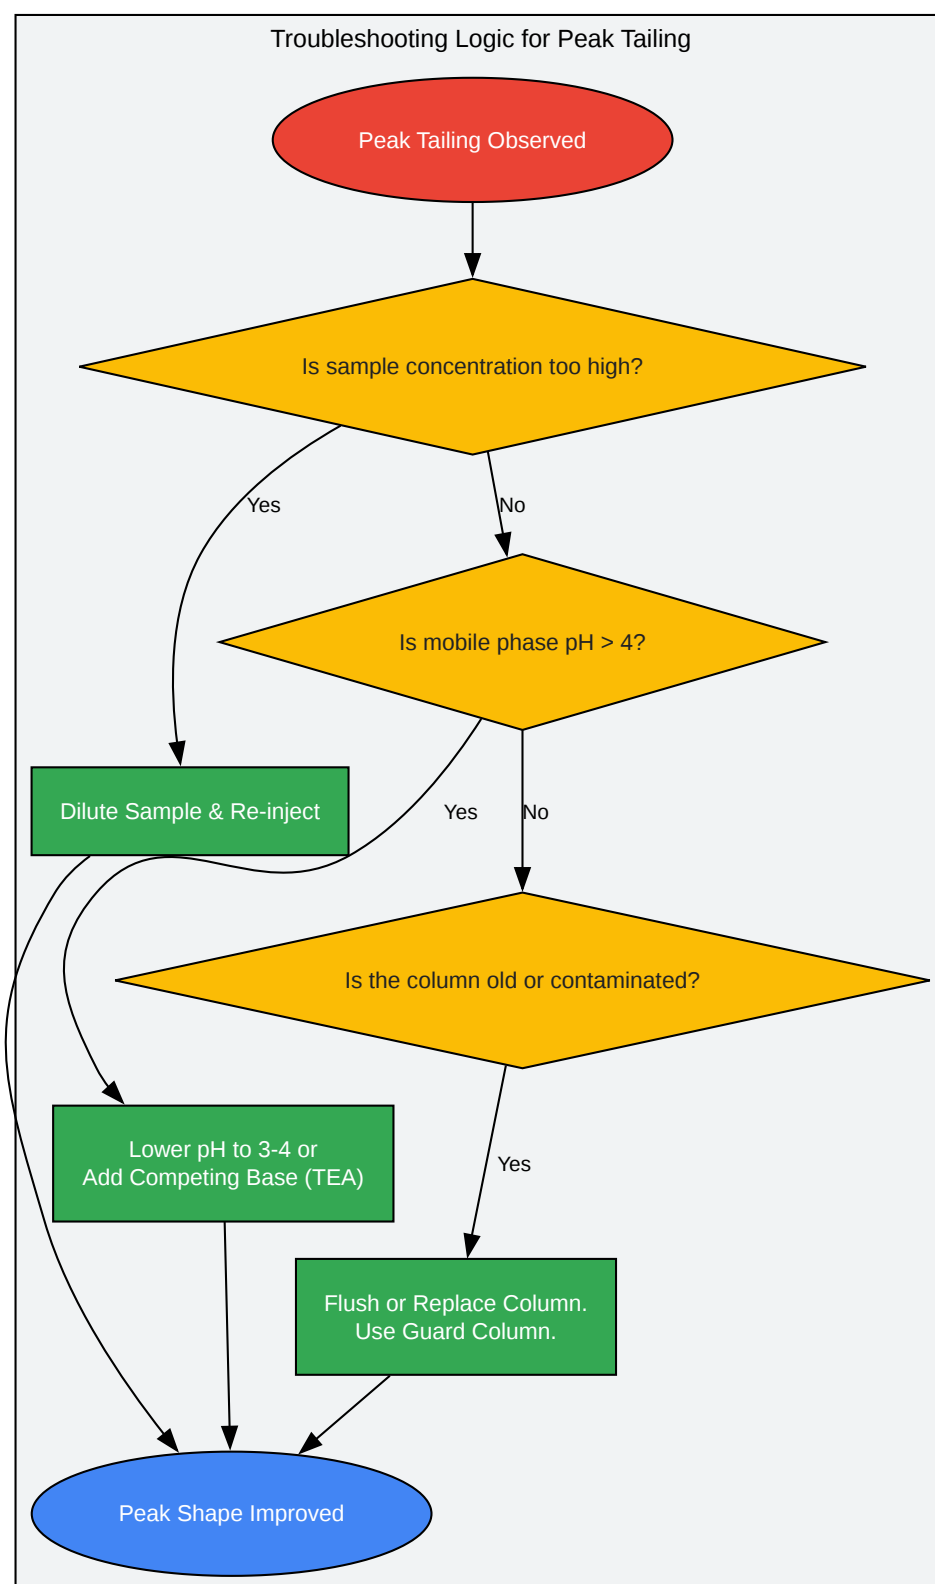 Troubleshooting Logic for Peak Tailing
Peak Tailing Observed
Is sample concentration too high?
Yes
No
Is mobile phase pH > 4?
Dilute Sample & Re-inject
Yes
No
Is the column old or contaminated?
Lower pH to 3-4 or
Add Competing Base (TEA)
Yes
Flush or Replace Column.
Use Guard Column.
Peak Shape Improved